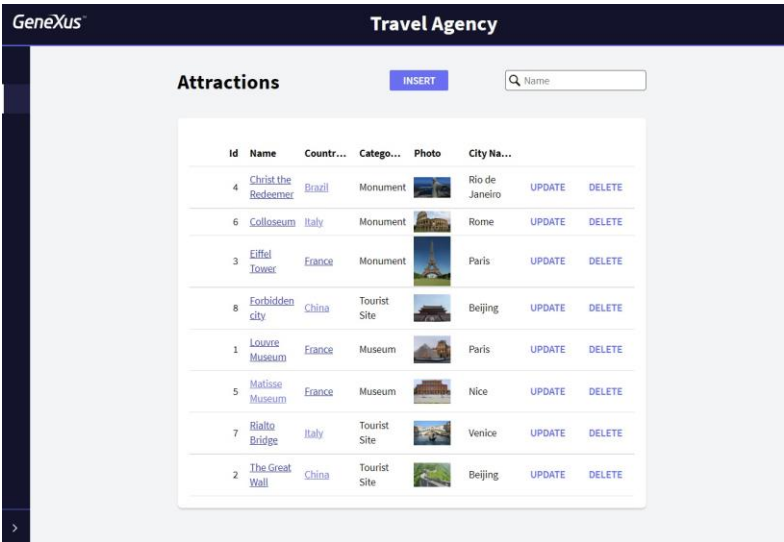 GeneXus™
Travel Agency
Attractions
INSERT
Name
Id Name Countr... Catego... Photo City Na...
4 Christ the Redeemer Brazil Monument Rio de Janeiro UPDATE DELETE
6 Colloseum Italy Monument Rome UPDATE DELETE
3 Eiffel Tower France Monument Paris UPDATE DELETE
8 Forbidden city China Tourist Site Beijing UPDATE DELETE
1 Louvre Museum France Museum Paris UPDATE DELETE
5 Matisse Museum France Museum Nice UPDATE DELETE
7 Rialto Bridge Italy Tourist Site Venice UPDATE DELETE
2 The Great Wall China Tourist Site Beijing UPDATE DELETE